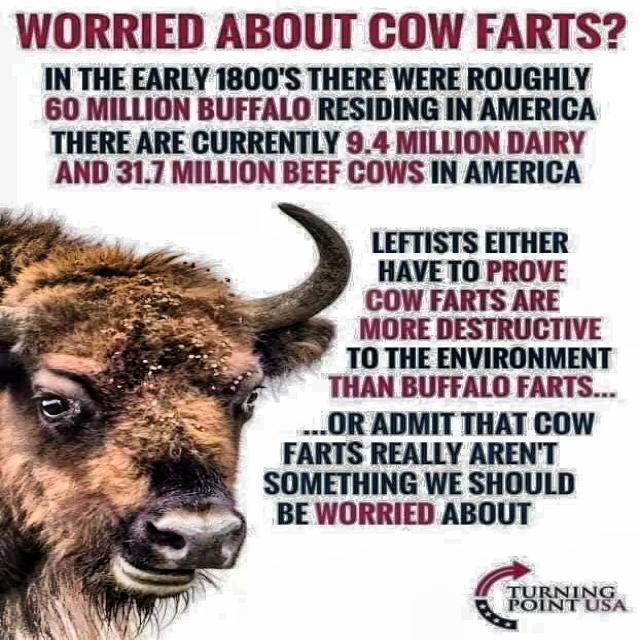 WORRIED ABOUT COW FARTS?
IN THE EARLY 1800'S THERE WERE ROUGHLY
60 MILLION BUFFALO RESIDING IN AMERICA
THERE ARE CURRENTLY 9.4 MILLION DAIRY
AND 31.7 MILLION BEEF COWS IN AMERICA
LEFTISTS EITHER
HAVE TO PROVE
COW FARTS ARE
MORE DESTRUCTIVE
TO THE ENVIRONMENT
THAN BUFFALO FARTS...
...OR ADMIT THAT COW
FARTS REALLY AREN'T
SOMETHING WE SHOULD
BE WORRIED ABOUT
TURNING
POINT USA